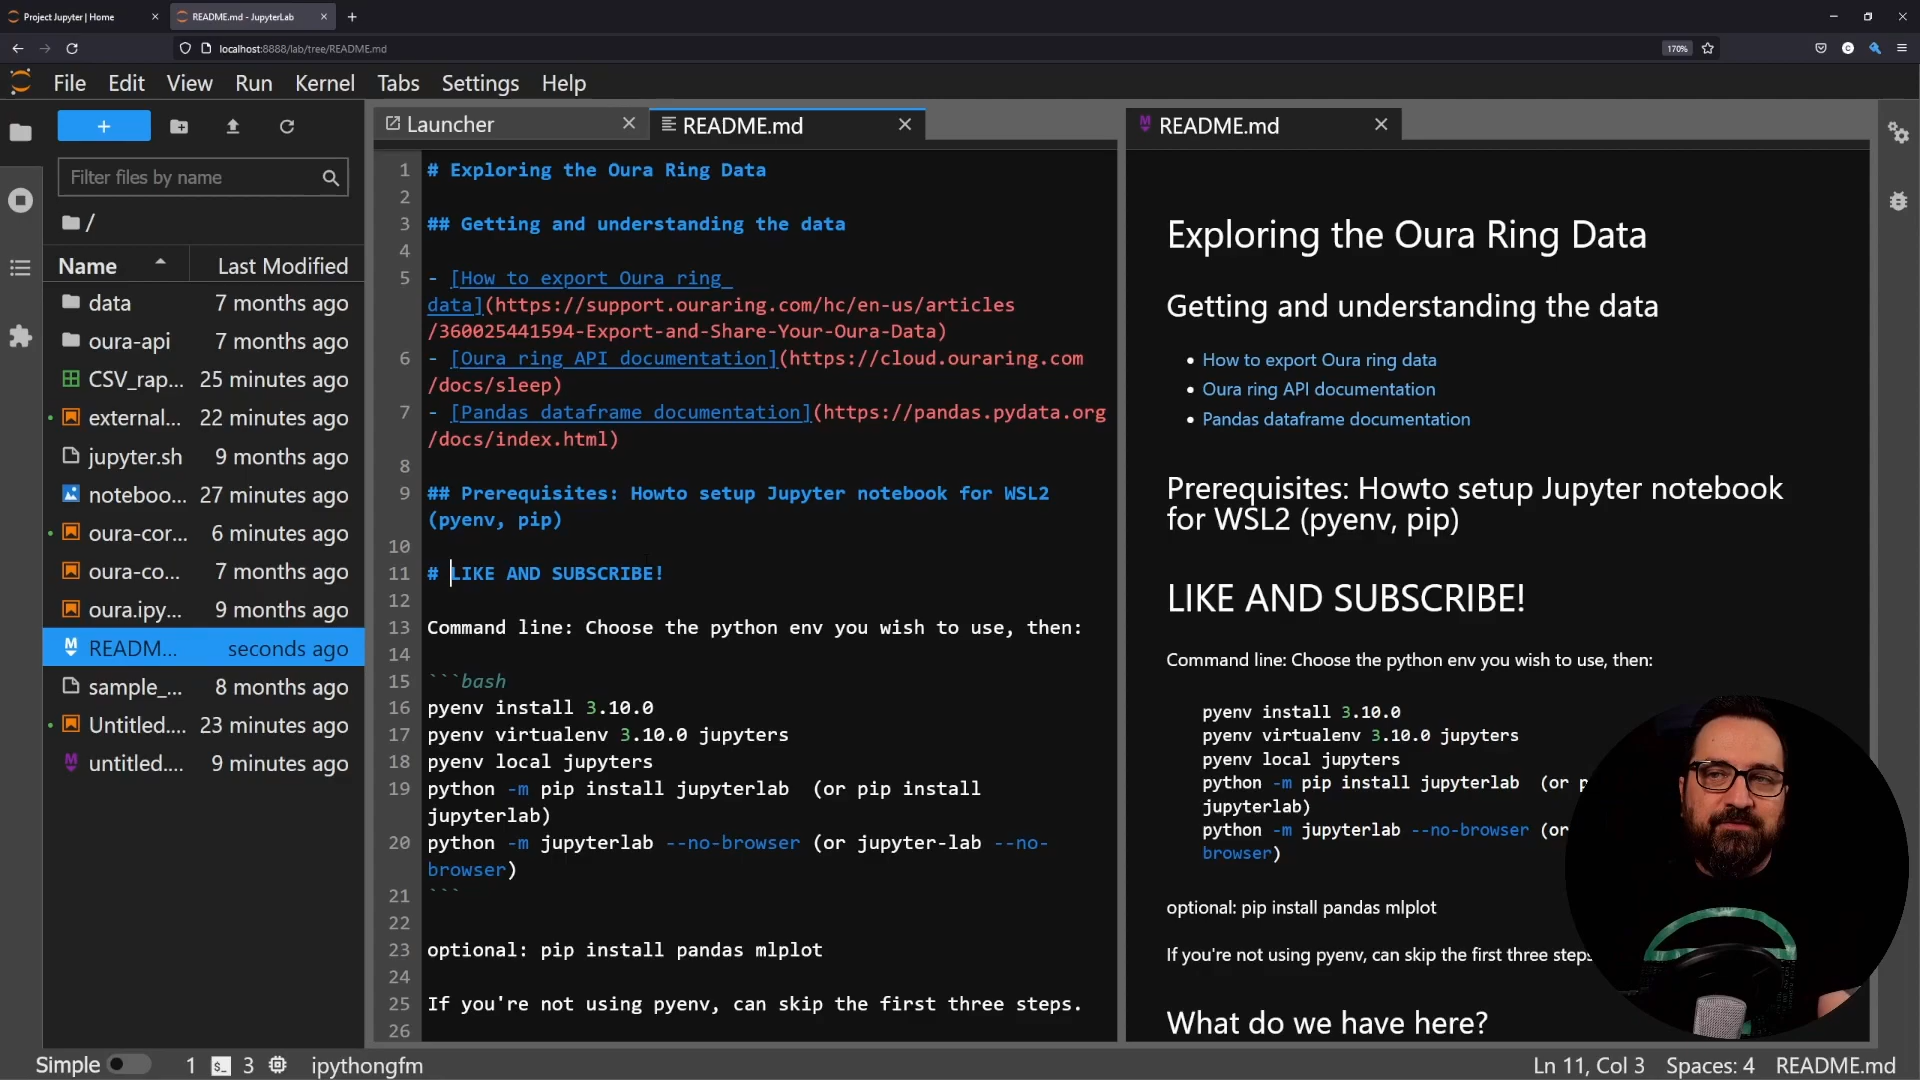 Project Jupyter | Home
README.md - JupyterLab
localhost:8888/lab/tree/README.md
170%
File Edit View Run Kernel Tabs Settings Help
+
Filter files by name
/
Name Last Modified
data 7 months ago
oura-api 7 months ago
CSV_rap... 25 minutes ago
external... 22 minutes ago
jupyter.sh 9 months ago
noteboo... 27 minutes ago
oura-cor... 6 minutes ago
oura-co... 7 months ago
oura.ipy... 9 months ago
READM... seconds ago
sample_... 8 months ago
Untitled.... 23 minutes ago
untitled.... 9 minutes ago
Launcher
README.md
1 # Exploring the Oura Ring Data
2
3 ## Getting and understanding the data
4
5 - [How to export Oura ring
data](https://support.ouraring.com/hc/en-us/articles
/360025441594-Export-and-Share-Your-Oura-Data)
6 - [Oura ring API documentation](https://cloud.ouraring.com
/docs/sleep)
7 - [Pandas dataframe documentation](https://pandas.pydata.org
/docs/index.html)
8
9 ## Prerequisites: Howto setup Jupyter notebook for WSL2
(pyenv, pip)
10
11 # LIKE AND SUBSCRIBE!
12
13 Command line: Choose the python env you wish to use, then:
14
15 ```bash
16 pyenv install 3.10.0
17 pyenv virtualenv 3.10.0 jupyters
18 pyenv local jupyters
19 python -m pip install jupyterlab (or pip install
jupyterlab)
20 python -m jupyterlab --no-browser (or jupyter-lab --no-
browser)
21 ```
22
23 optional: pip install pandas mlplot
24
25 If you're not using pyenv, can skip the first three steps.
26
README.md
Exploring the Oura Ring Data
Getting and understanding the data
• How to export Oura ring data
• Oura ring API documentation
• Pandas dataframe documentation
Prerequisites: Howto setup Jupyter notebook
for WSL2 (pyenv, pip)
LIKE AND SUBSCRIBE!
Command line: Choose the python env you wish to use, then:
pyenv install 3.10.0
pyenv virtualenv 3.10.0 jupyters
pyenv local jupyters
python -m pip install jupyterlab (or p
jupyterlab)
python -m jupyterlab --no-browser (or
browser)
optional: pip install pandas mlplot
If you're not using pyenv, can skip the first three steps
What do we have here?
Simple 1 3 ipythongfm
Ln 11, Col 3 Spaces: 4 README.md